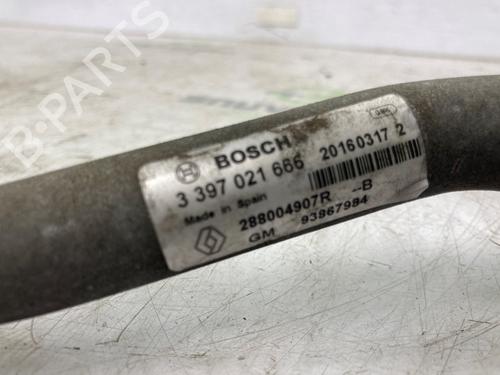 B-PARTS
BOSCH 20160317 2
3 397 021 666
Made in Spain
288004907R --B
GM 93867984